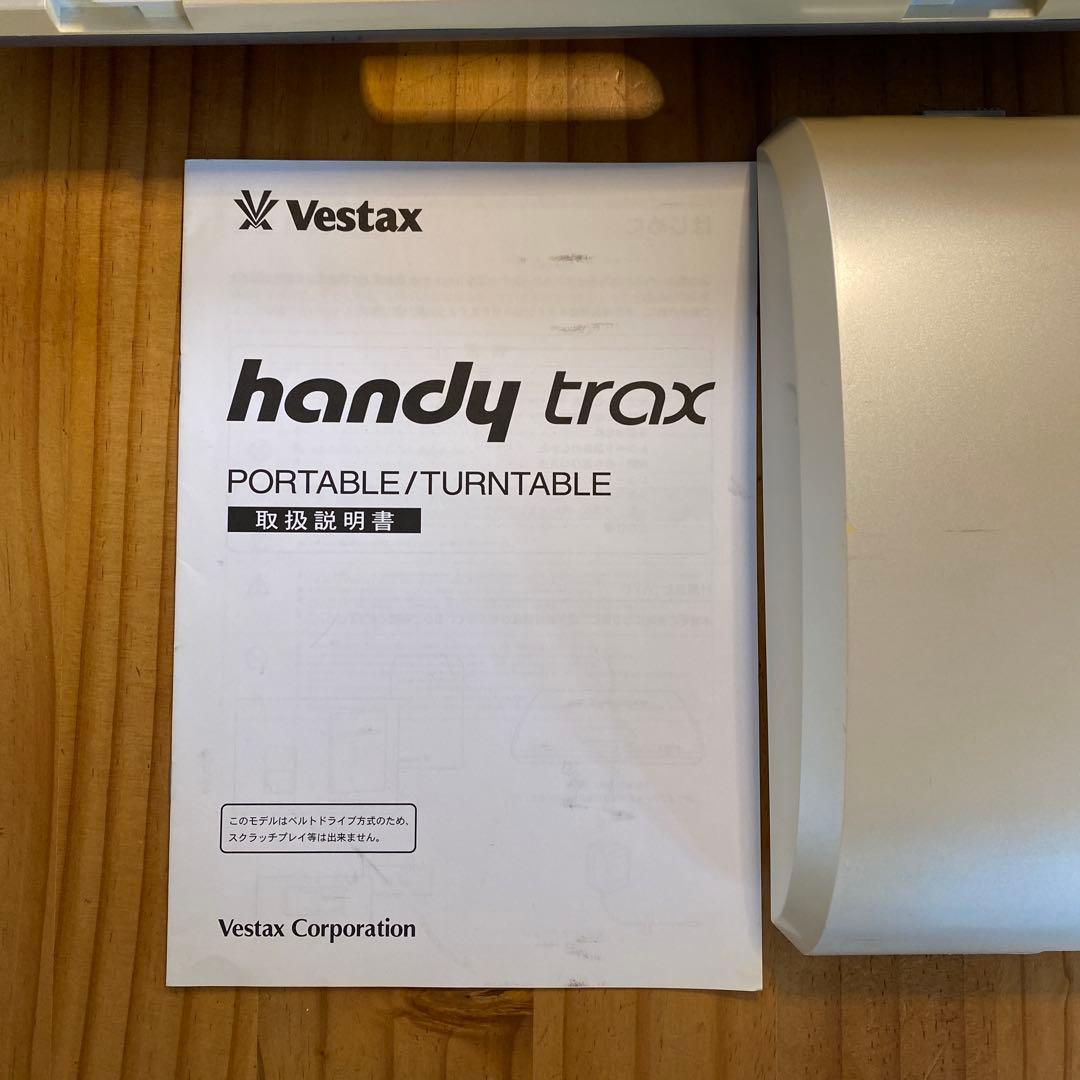 Vestax
handy trax
PORTABLE/TURNTABLE
取扱説明書
このモデルはベルトドライブ方式のため、
スクラッチプレイ等は出来ません。
Vestax Corporation